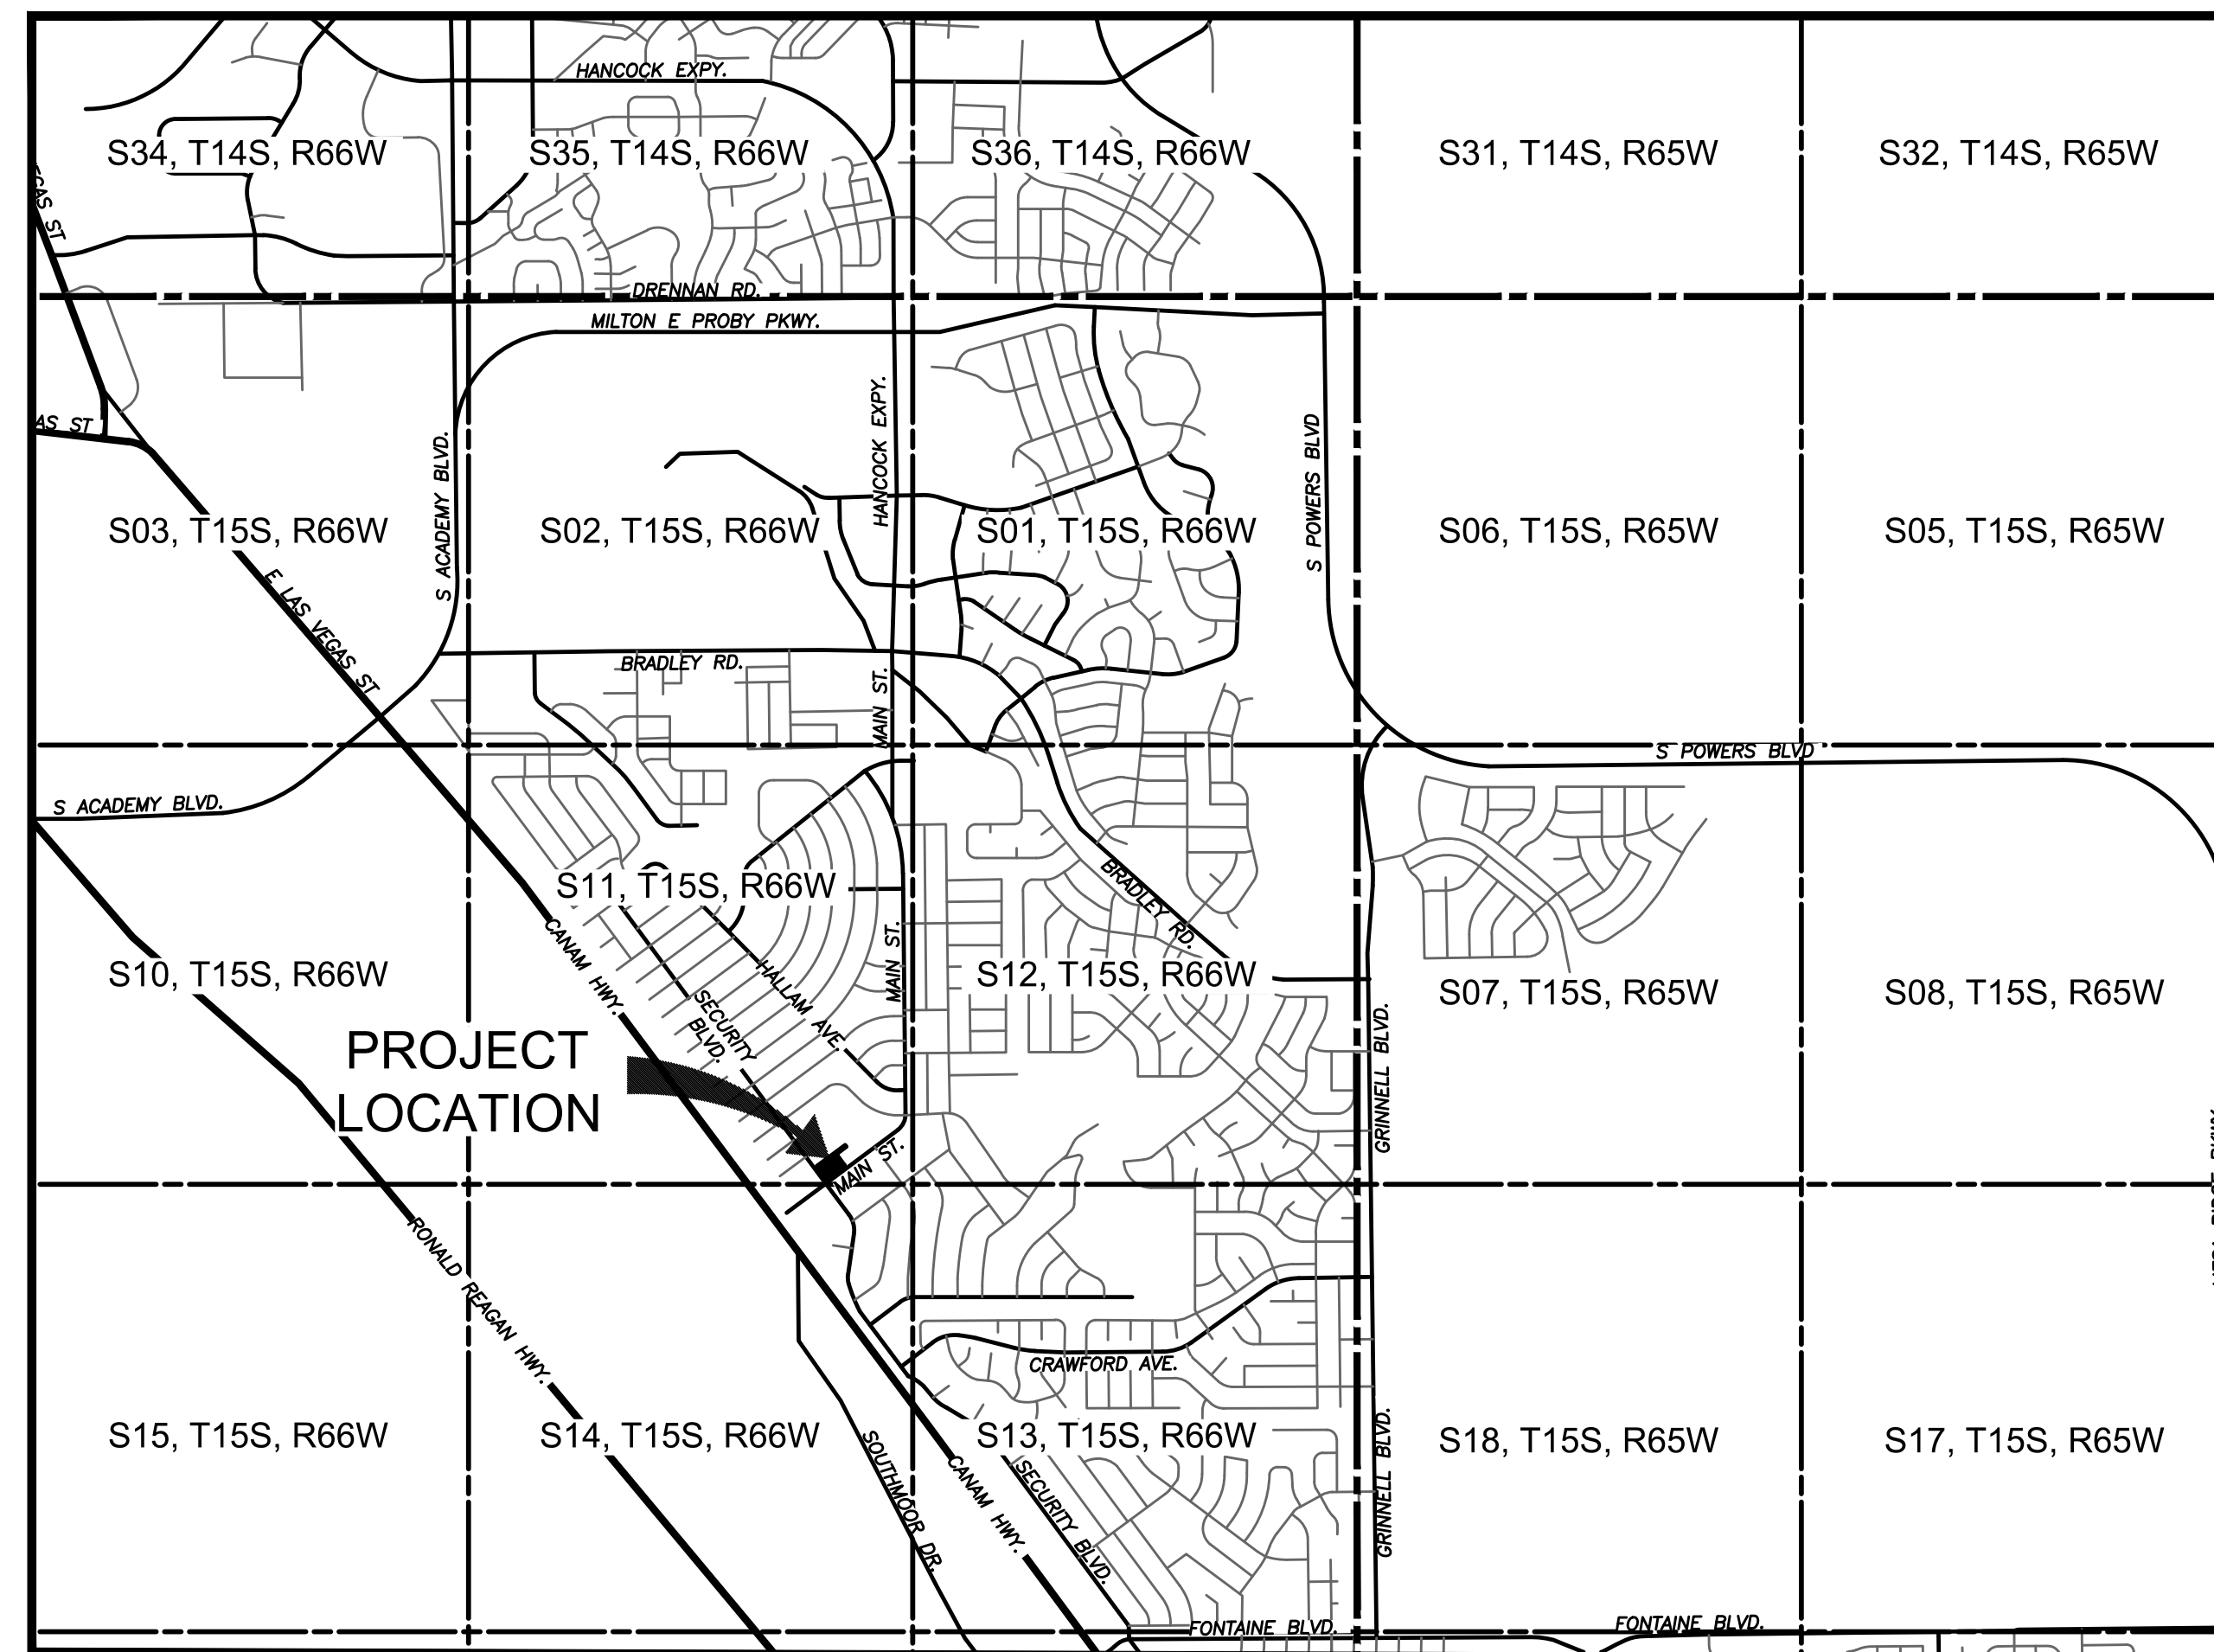 HANCOCK EXPY.
S34, T14S, R66W
S35, T14S, R66W
S36, T14S, R66W
S31, T14S, R65W
S32, T14S, R65W
EGAS ST
DRENNAN RD.
MILTON E PROBY PKWY.
AS ST
S ACADEMY BLVD.
HANCOCK EXPY.
S POWERS BLVD
S03, T15S, R66W
S02, T15S, R66W
S01, T15S, R66W
S06, T15S, R65W
S05, T15S, R65W
E LAS VEGAS ST
BRADLEY RD.
MAIN ST.
S POWERS BLVD
S ACADEMY BLVD.
S11, T15S, R66W
BRADLEY RD.
CANAM HWY.
MAIN ST.
HALLAM AVE.
SECURITY
BLVD.
S10, T15S, R66W
S12, T15S, R66W
S07, T15S, R65W
S08, T15S, R65W
PROJECT
LOCATION
GRINNELL BLVD.
MAIN ST.
RONALD REAGAN HWY.
CRAWFORD AVE.
S15, T15S, R66W
S14, T15S, R66W
S13, T15S, R66W
S18, T15S, R65W
S17, T15S, R65W
SOUTHMOOR DR.
CANAM HWY.
SECURITY BLVD.
GRINNELL BLVD.
FONTAINE BLVD.
FONTAINE BLVD.